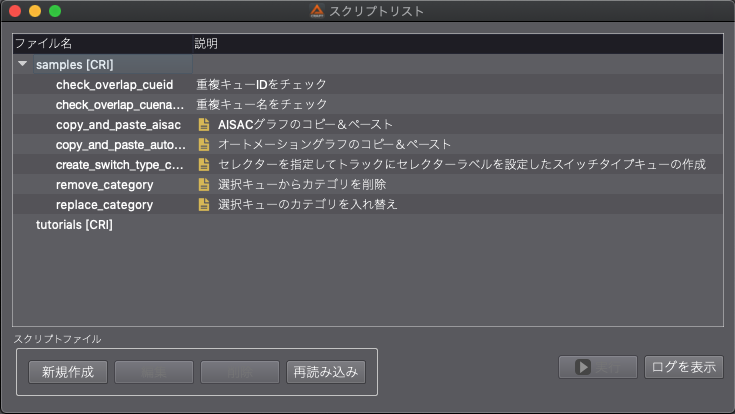 スクリプトリスト
ファイル名 説明
samples [CRI]
check_overlap_cueid 重複キューIDをチェック
check_overlap_cuena... 重複キュー名をチェック
copy_and_paste_aisac AISACグラフのコピー＆ペースト
copy_and_paste_auto... オートメーショングラフのコピー＆ペースト
create_switch_type_c... セレクターを指定してトラックにセレクターラベルを設定したスイッチタイプキューの作成
remove_category 選択キューからカテゴリを削除
replace_category 選択キューのカテゴリを入れ替え
tutorials [CRI]
スクリプトファイル
新規作成 再読み込み ログを表示